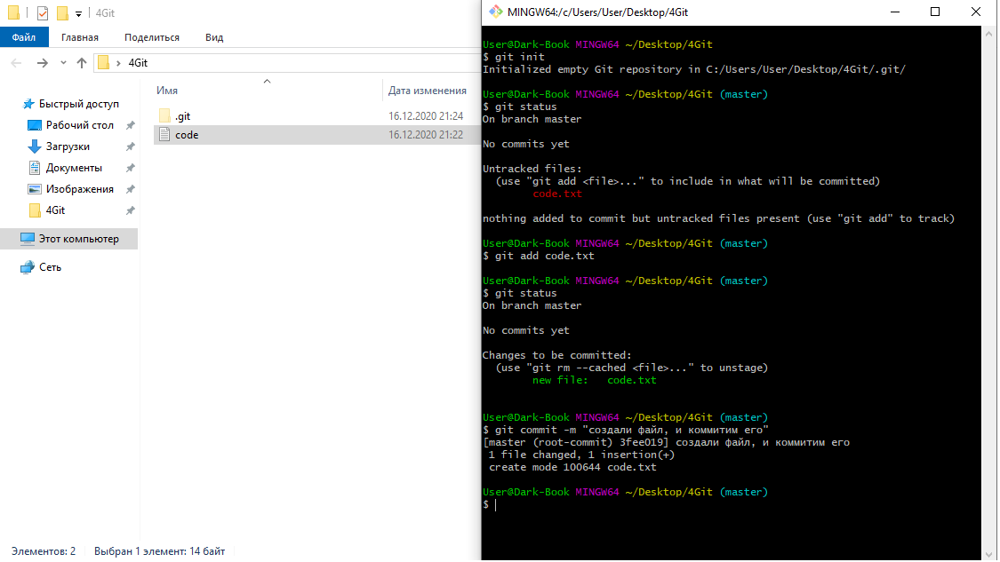 4Git
Файл Главная Поделиться Вид
4Git
Имя Дата изменения
.git 16.12.2020 21:24
code 16.12.2020 21:22
Быстрый доступ
Рабочий стол
Загрузки
Документы
Изображения
4Git
Этот компьютер
Сеть
Элементов: 2 Выбран 1 элемент: 14 байт
MINGW64:/c/Users/User/Desktop/4Git
User@Dark-Book MINGW64 ~/Desktop/4Git
$ git init
Initialized empty Git repository in C:/Users/User/Desktop/4Git/.git/
User@Dark-Book MINGW64 ~/Desktop/4Git (master)
$ git status
On branch master
No commits yet
Untracked files:
(use "git add <file>..." to include in what will be committed)
code.txt
nothing added to commit but untracked files present (use "git add" to track)
User@Dark-Book MINGW64 ~/Desktop/4Git (master)
$ git add code.txt
User@Dark-Book MINGW64 ~/Desktop/4Git (master)
$ git status
On branch master
No commits yet
Changes to be committed:
(use "git rm --cached <file>..." to unstage)
new file: code.txt
User@Dark-Book MINGW64 ~/Desktop/4Git (master)
$ git commit -m "создали файл, и коммитим его"
[master (root-commit) 3fee019] создали файл, и коммитим его
1 file changed, 1 insertion(+)
create mode 100644 code.txt
User@Dark-Book MINGW64 ~/Desktop/4Git (master)
$